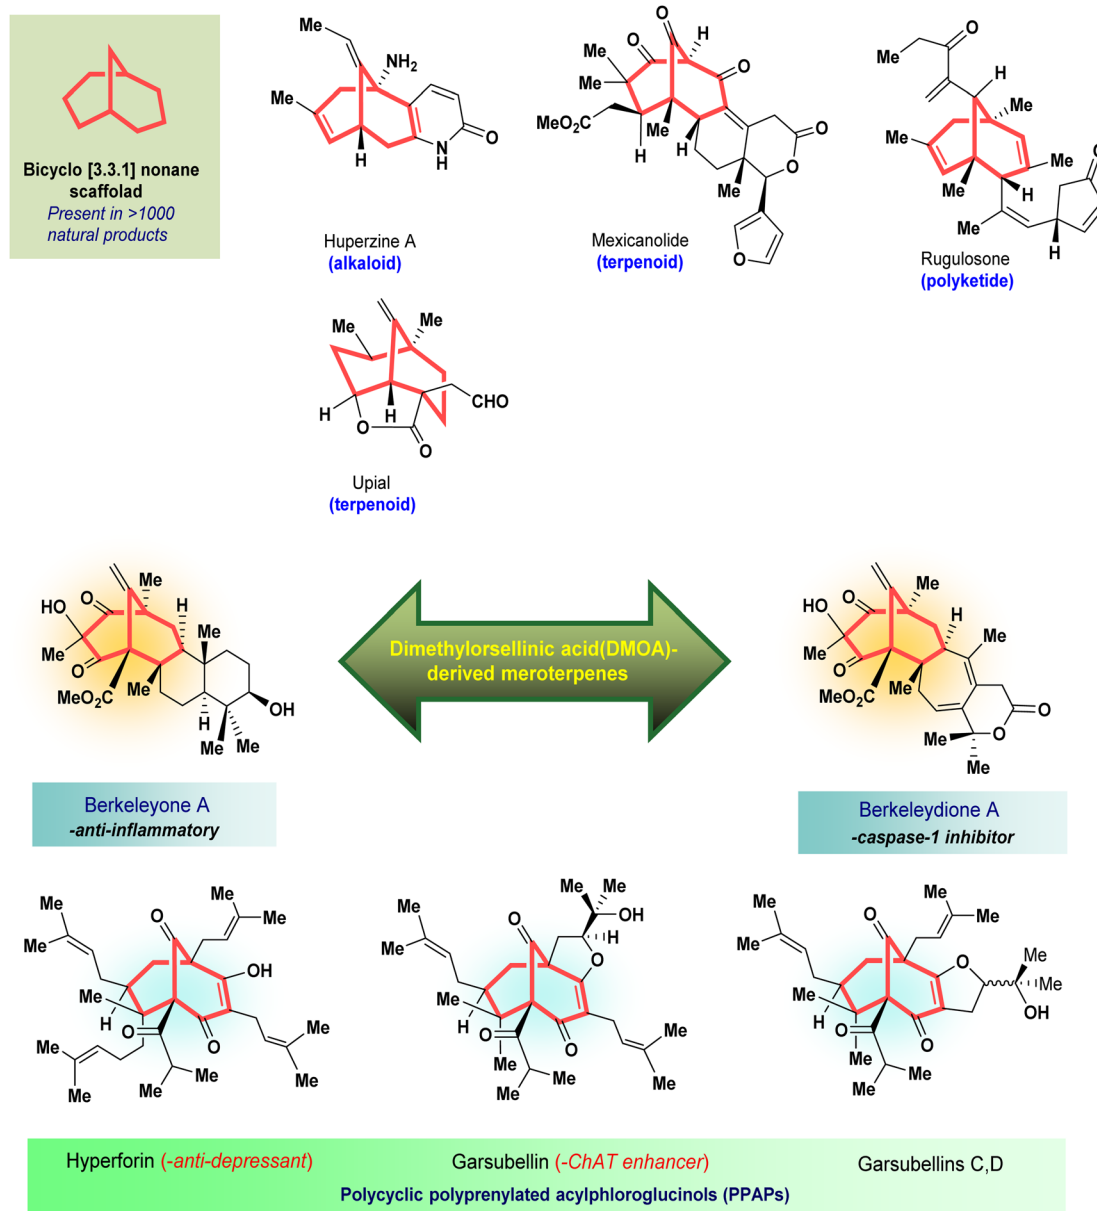 Bicyclo [3.3.1] nonane
scaffolad
Present in >1000
natural products
Me
NH2
Me
H
N
H
O
Huperzine A
(alkaloid)
O
O
H
Me
Me
O
MeO2C
Me
H
H
O
O
Me
O
Mexicanolide
(terpenoid)
O
Et
H
Me
Me
Me
Me
H
O
Me
H
Rugulosone
(polyketide)
Me
Me
H
H
CHO
O
O
Upial
(terpenoid)
Me
HO
O
H
Me
O
Me
MeO2C
Me
H
OH
Me
Me
Berkeleyone A
-anti-inflammatory
Dimethylorsellinic acid(DMOA)-
derived meroterpenes
HO
O
Me
H
Me
Me
O
MeO2C
Me
O
Me
O
Me
Berkeleydione A
-caspase-1 inhibitor
Me
Me
O
Me
Me
OH
Me
H
O
O
Me
Me
Me
Me
Me
Me
Hyperforin (-anti-depressant)
Me
Me
O
Me
Me
OH
H
O
Me
H
O
Me
O
Me
Me
Me
Me
Garsubellin (-ChAT enhancer)
Me
Me
O
Me
Me
O
Me
Me
OH
Me
H
O
Me
O
Me
Me
Garsubellins C,D
Polycyclic polyprenylated acylphloroglucinols (PPAPs)